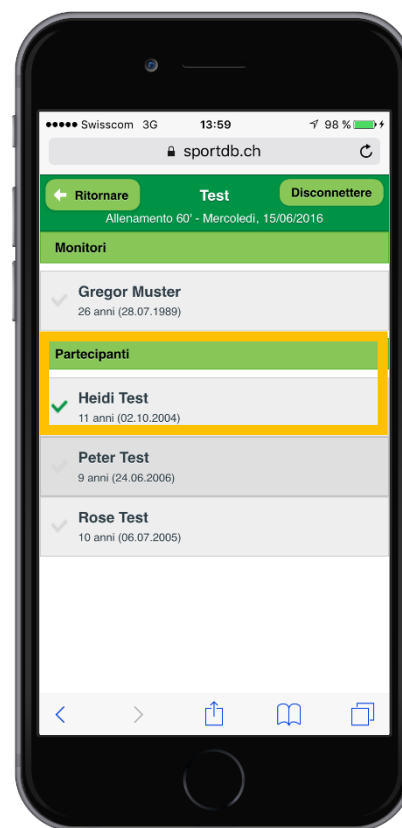 Swisscom 3G 13:59 98 %
sportdb.ch
Ritornare Test Disconnettere
Allenamento 60' - Mercoledì, 15/06/2016
Monitori
Gregor Muster
26 anni (28.07.1989)
Partecipanti
Heidi Test
11 anni (02.10.2004)
Peter Test
9 anni (24.06.2006)
Rose Test
10 anni (06.07.2005)